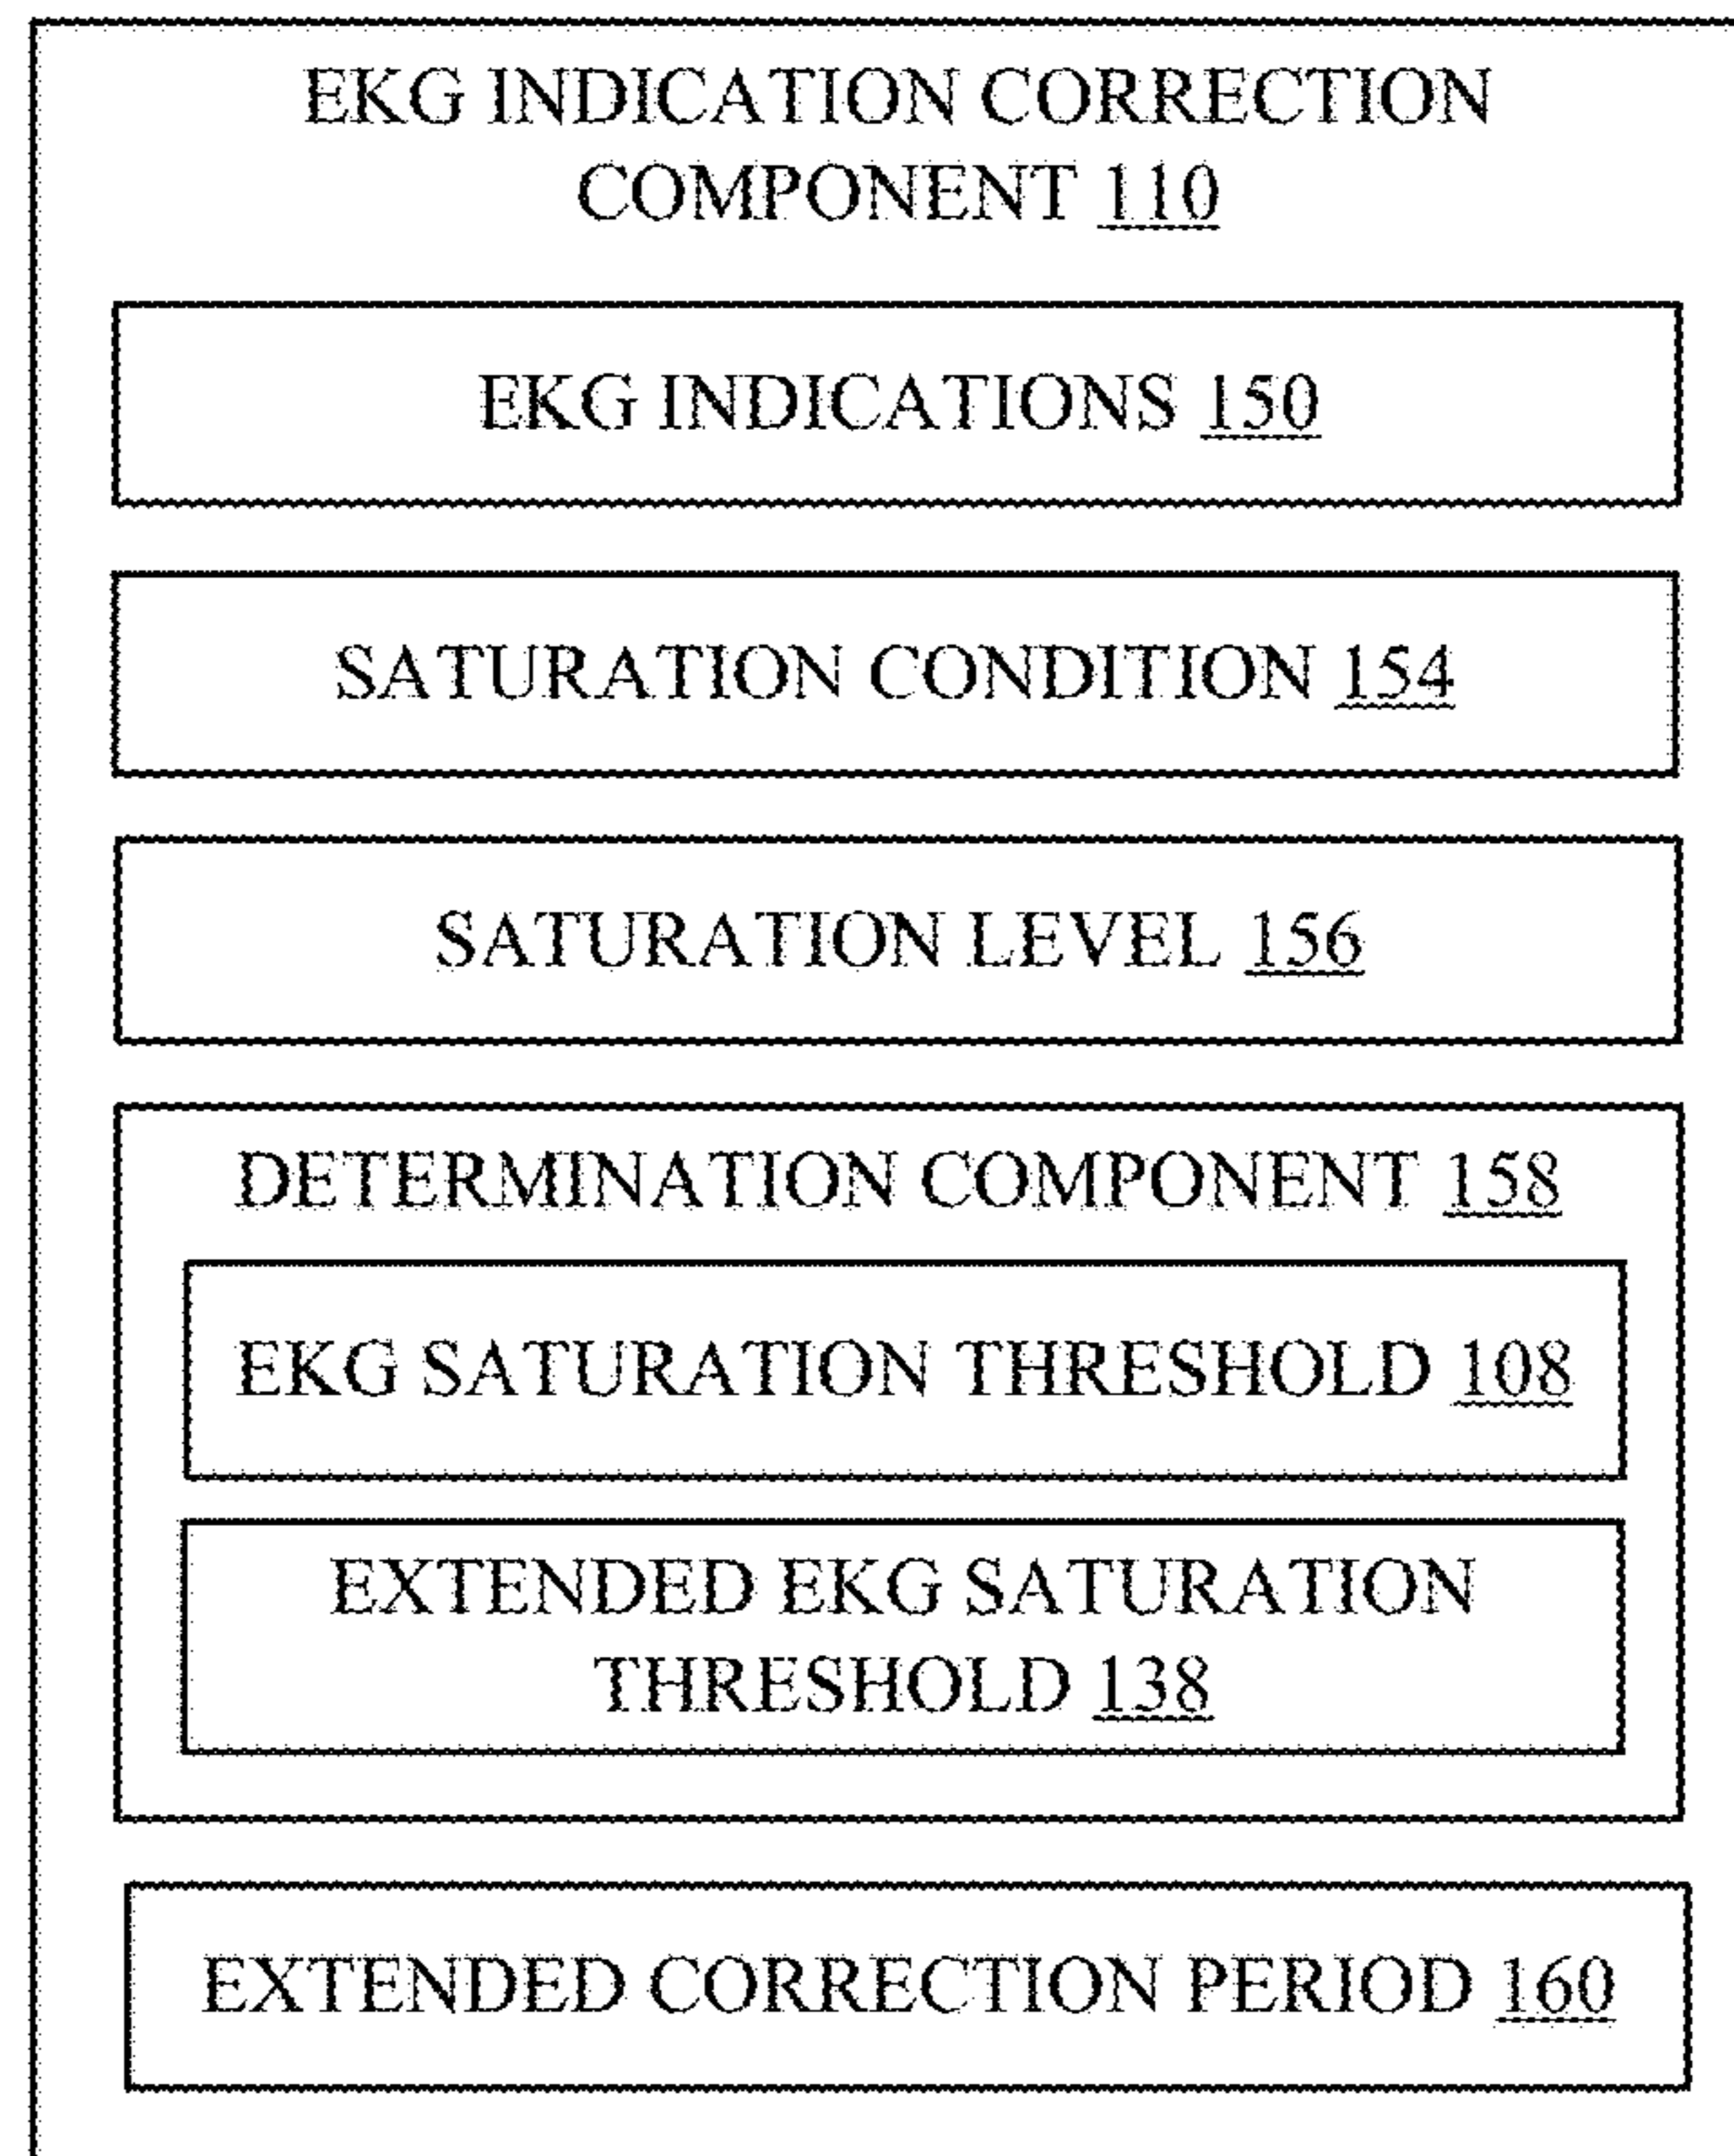 EKG INDICATION CORRECTION
COMPONENT 110
EKG INDICATIONS 150
SATURATION CONDITION 154
SATURATION LEVEL 156
DETERMINATION COMPONENT 158
EKG SATURATION THRESHOLD 108
EXTENDED EKG SATURATION
THRESHOLD 138
EXTENDED CORRECTION PERIOD 160